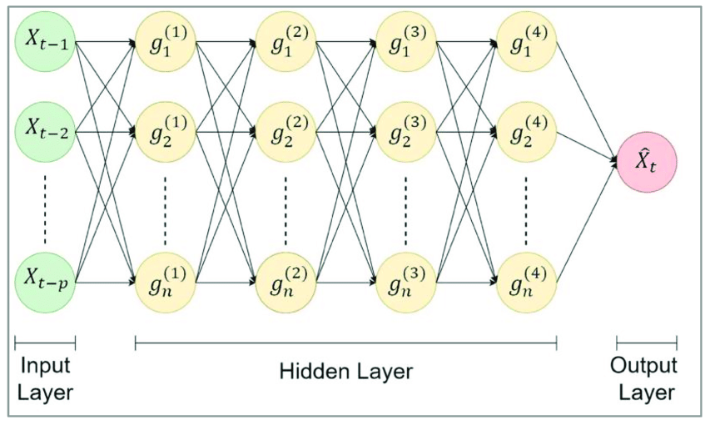 X_{t-1} g_1^{(1)} g_1^{(2)} g_1^{(3)} g_1^{(4)}
X_{t-2} g_2^{(1)} g_2^{(2)} g_2^{(3)} g_2^{(4)}
X̂_t
X_{t-p} g_n^{(1)} g_n^{(2)} g_n^{(3)} g_n^{(4)}
Input
Layer
Hidden Layer
Output
Layer